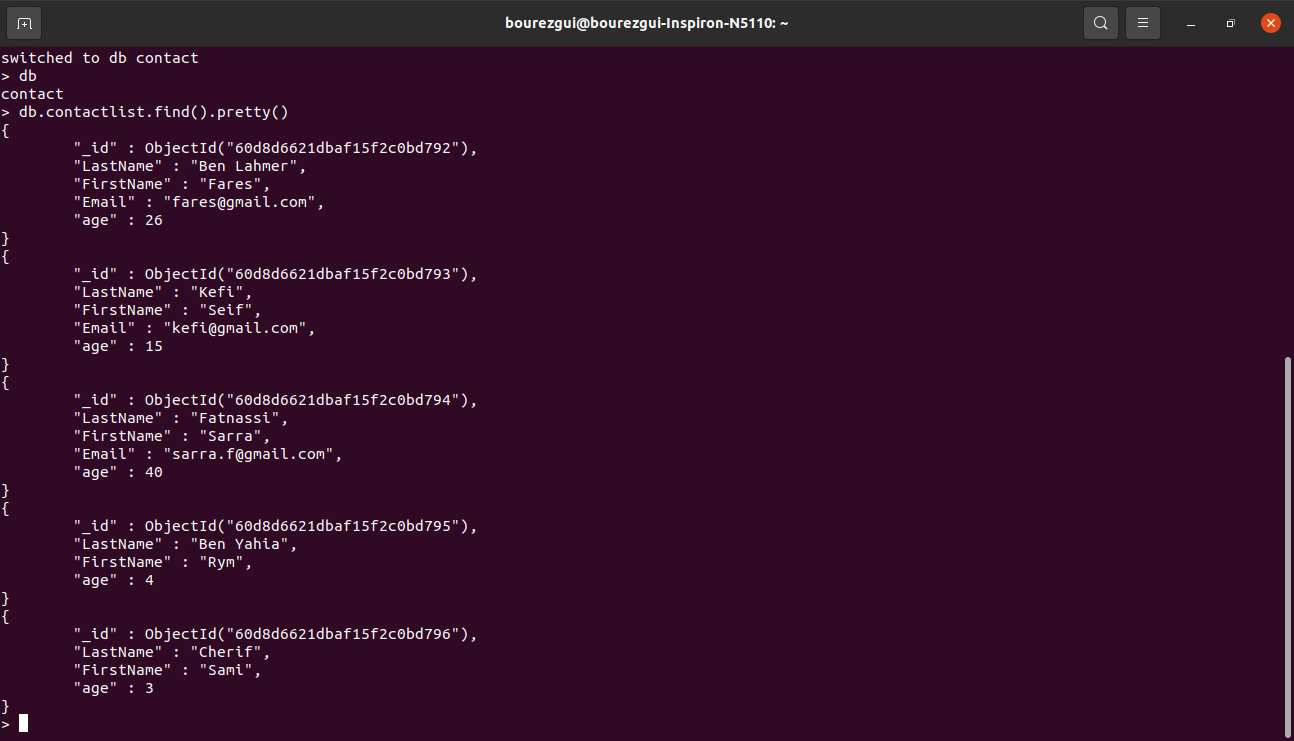 bourezgui@bourezgui-Inspiron-N5110: ~
switched to db contact
> db
contact
> db.contactlist.find().pretty()
{
"_id" : ObjectId("60d8d6621dbaf15f2c0bd792"),
"LastName" : "Ben Lahmer",
"FirstName" : "Fares",
"Email" : "fares@gmail.com",
"age" : 26
}
{
"_id" : ObjectId("60d8d6621dbaf15f2c0bd793"),
"LastName" : "Kefi",
"FirstName" : "Seif",
"Email" : "kefi@gmail.com",
"age" : 15
}
{
"_id" : ObjectId("60d8d6621dbaf15f2c0bd794"),
"LastName" : "Fatnassi",
"FirstName" : "Sarra",
"Email" : "sarra.f@gmail.com",
"age" : 40
}
{
"_id" : ObjectId("60d8d6621dbaf15f2c0bd795"),
"LastName" : "Ben Yahia",
"FirstName" : "Rym",
"age" : 4
}
{
"_id" : ObjectId("60d8d6621dbaf15f2c0bd796"),
"LastName" : "Cherif",
"FirstName" : "Sami",
"age" : 3
}
>